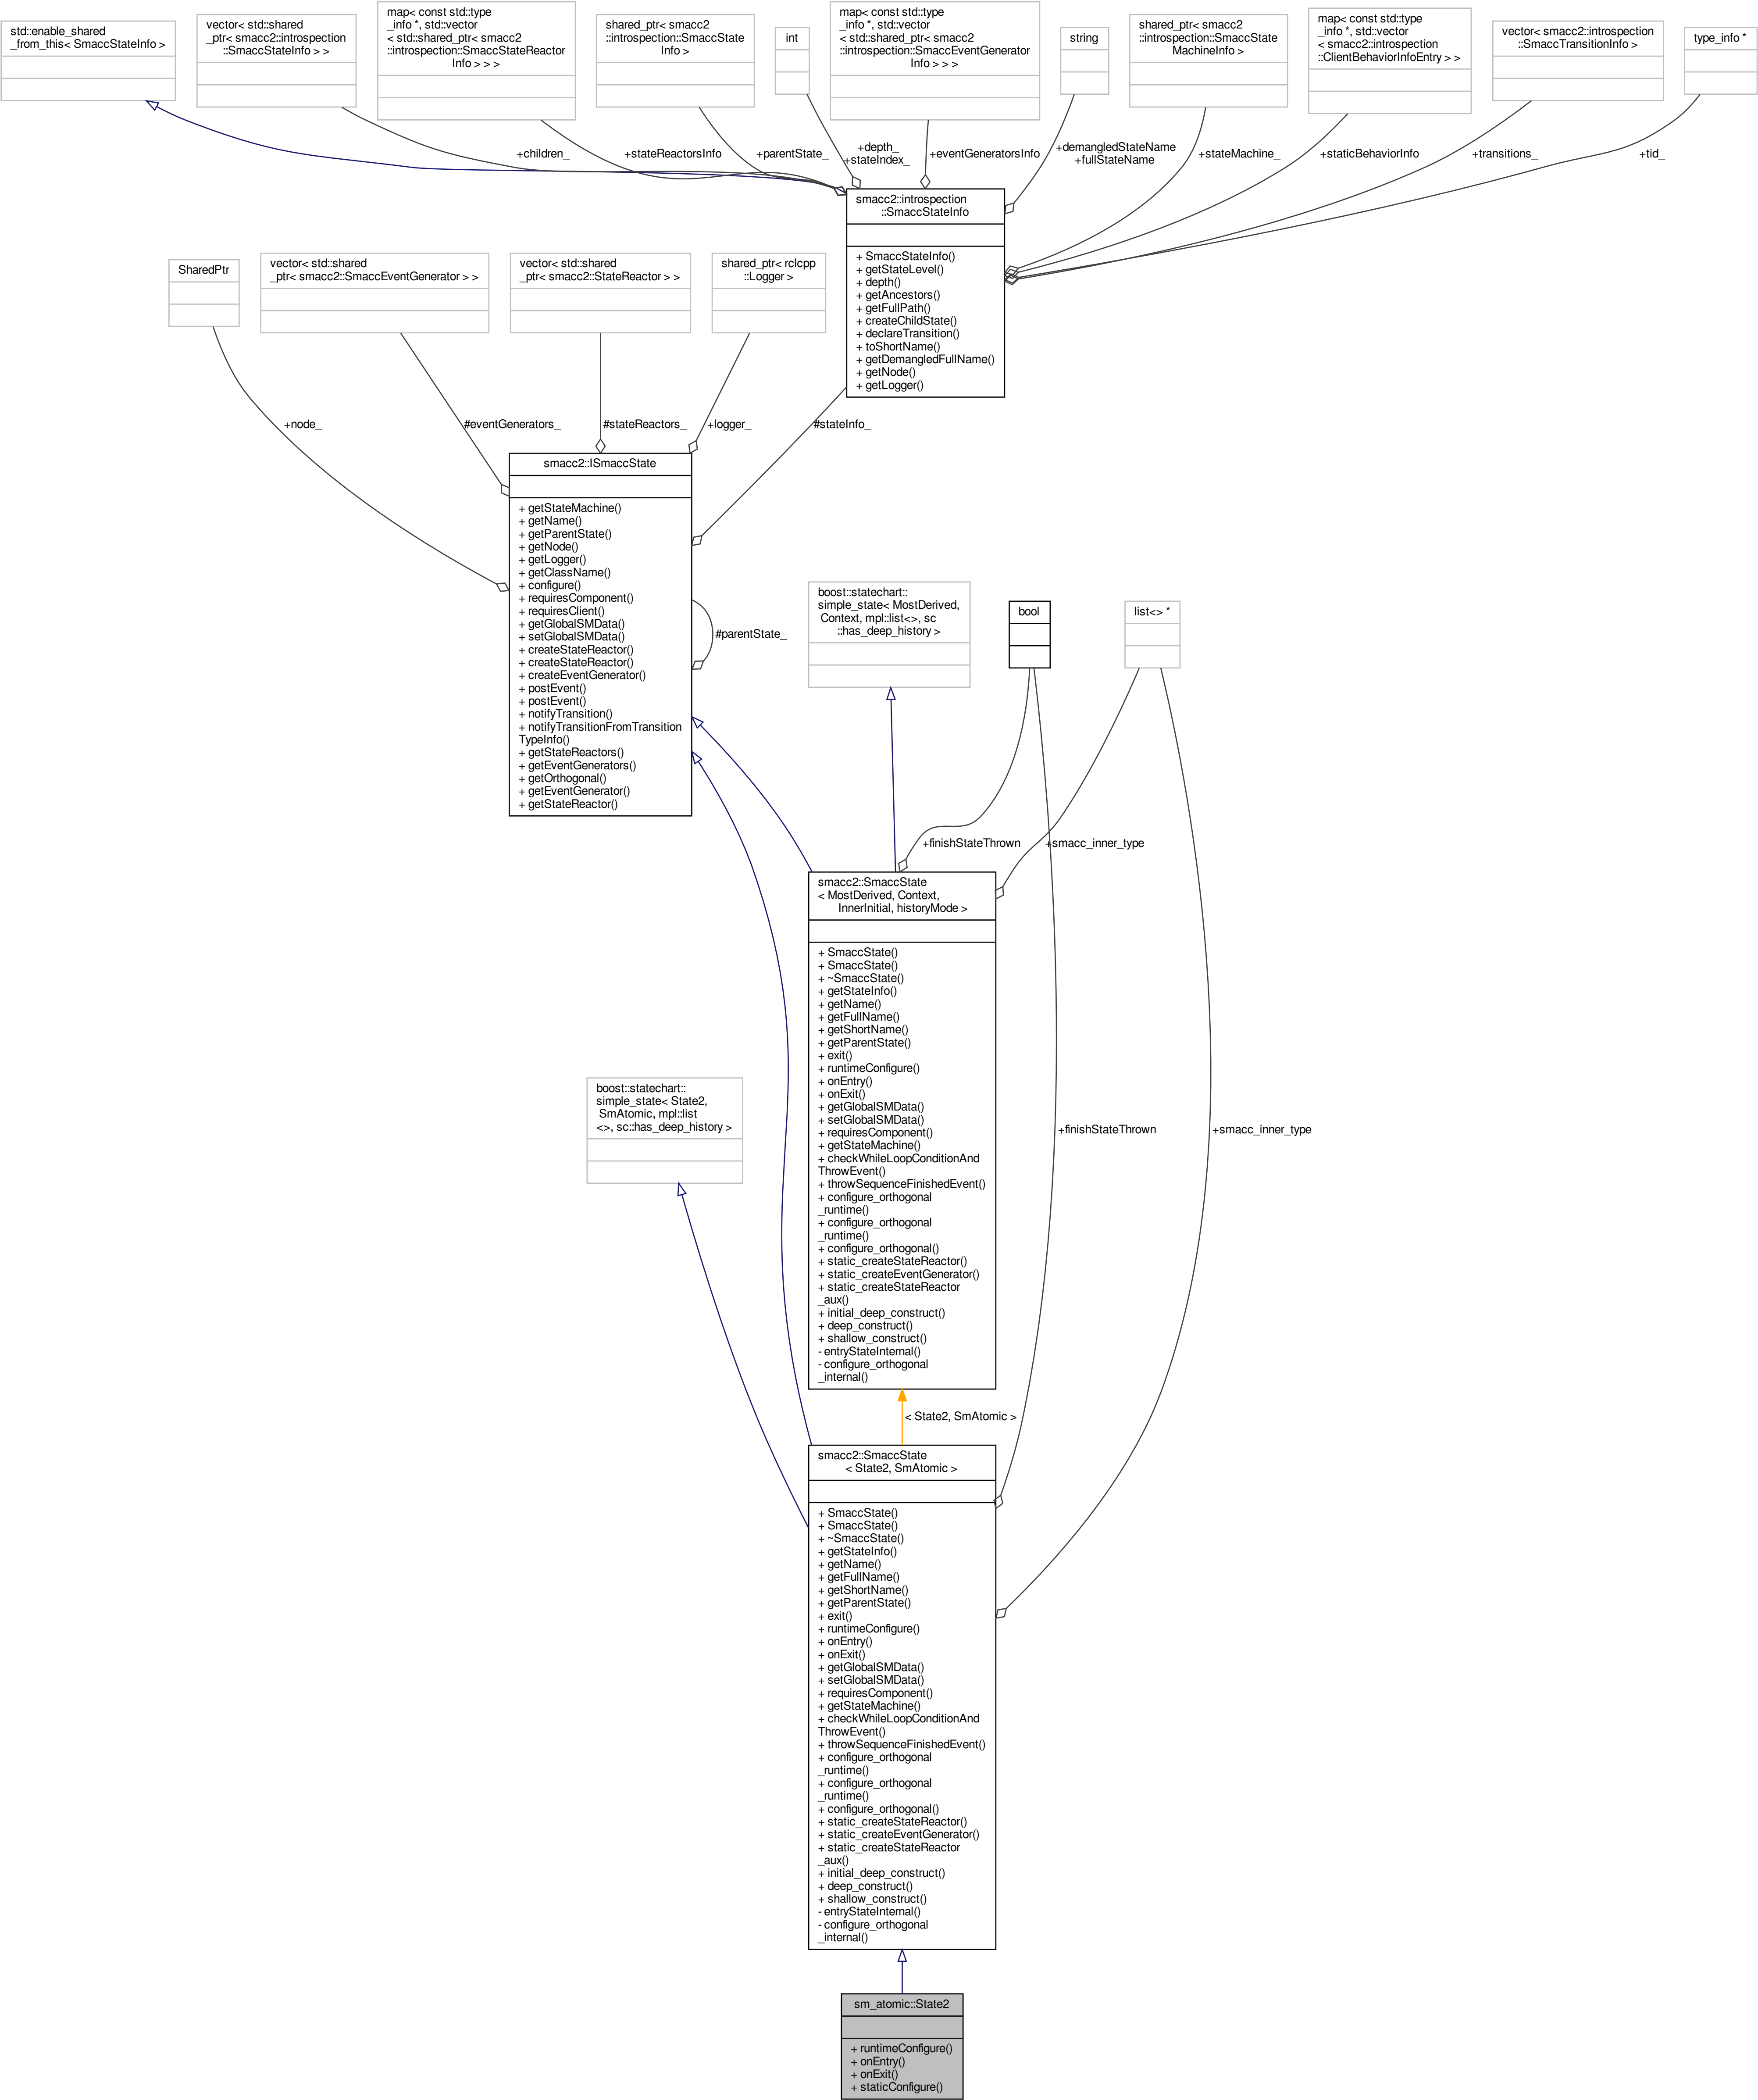 std::enable_shared
_from_this< SmaccStateInfo >
vector< std::shared
_ptr< smacc2::introspection
::SmaccStateInfo > >
map< const std::type
_info *, std::vector
< std::shared_ptr< smacc2
::introspection::SmaccStateReactor
Info > > >
shared_ptr< smacc2
::introspection::SmaccState
Info >
int
map< const std::type
_info *, std::vector
< std::shared_ptr< smacc2
::introspection::SmaccEventGenerator
Info > > >
string
shared_ptr< smacc2
::introspection::SmaccState
MachineInfo >
map< const std::type
_info *, std::vector
< smacc2::introspection
::ClientBehaviorInfoEntry > >
vector< smacc2::introspection
::SmaccTransitionInfo >
type_info *
+children_
+stateReactorsInfo
+parentState_
+depth_
+stateIndex_
+eventGeneratorsInfo
+demangledStateName
+fullStateName
+stateMachine_
+staticBehaviorInfo
+transitions_
+tid_
smacc2::introspection
::SmaccStateInfo
+ SmaccStateInfo()
+ getStateLevel()
+ depth()
+ getAncestors()
+ getFullPath()
+ createChildState()
+ declareTransition()
+ toShortName()
+ getDemangledFullName()
+ getNode()
+ getLogger()
SharedPtr
vector< std::shared
_ptr< smacc2::SmaccEventGenerator > >
vector< std::shared
_ptr< smacc2::StateReactor > >
shared_ptr< rclcpp
::Logger >
+node_
#eventGenerators_
#stateReactors_
+logger_
#stateInfo_
smacc2::ISmaccState
+ getStateMachine()
+ getName()
+ getParentState()
+ getNode()
+ getLogger()
+ getClassName()
+ configure()
+ requiresComponent()
+ requiresClient()
+ getGlobalSMData()
+ setGlobalSMData()
+ createStateReactor()
+ createStateReactor()
+ createEventGenerator()
+ postEvent()
+ postEvent()
+ notifyTransition()
+ notifyTransitionFromTransition
TypeInfo()
+ getStateReactors()
+ getEventGenerators()
+ getOrthogonal()
+ getEventGenerator()
+ getStateReactor()
#parentState_
boost::statechart::
simple_state< MostDerived,
Context, mpl::list<>, sc
::has_deep_history >
bool
list<> *
+finishStateThrown
+smacc_inner_type
smacc2::SmaccState
< MostDerived, Context,
InnerInitial, historyMode >
+ SmaccState()
+ SmaccState()
+ ~SmaccState()
+ getStateInfo()
+ getName()
+ getFullName()
+ getShortName()
+ getParentState()
+ exit()
+ runtimeConfigure()
+ onEntry()
+ onExit()
+ getGlobalSMData()
+ setGlobalSMData()
+ requiresComponent()
+ getStateMachine()
+ checkWhileLoopConditionAnd
ThrowEvent()
+ throwSequenceFinishedEvent()
+ configure_orthogonal
_runtime()
+ configure_orthogonal
_runtime()
+ configure_orthogonal()
+ static_createStateReactor()
+ static_createEventGenerator()
+ static_createStateReactor
_aux()
+ initial_deep_construct()
+ deep_construct()
+ shallow_construct()
- entryStateInternal()
- configure_orthogonal
_internal()
boost::statechart::
simple_state< State2,
SmAtomic, mpl::list
<>, sc::has_deep_history >
+finishStateThrown
+smacc_inner_type
< State2, SmAtomic >
smacc2::SmaccState
< State2, SmAtomic >
+ SmaccState()
+ SmaccState()
+ ~SmaccState()
+ getStateInfo()
+ getName()
+ getFullName()
+ getShortName()
+ getParentState()
+ exit()
+ runtimeConfigure()
+ onEntry()
+ onExit()
+ getGlobalSMData()
+ setGlobalSMData()
+ requiresComponent()
+ getStateMachine()
+ checkWhileLoopConditionAnd
ThrowEvent()
+ throwSequenceFinishedEvent()
+ configure_orthogonal
_runtime()
+ configure_orthogonal
_runtime()
+ configure_orthogonal()
+ static_createStateReactor()
+ static_createEventGenerator()
+ static_createStateReactor
_aux()
+ initial_deep_construct()
+ deep_construct()
+ shallow_construct()
- entryStateInternal()
- configure_orthogonal
_internal()
sm_atomic::State2
+ runtimeConfigure()
+ onEntry()
+ onExit()
+ staticConfigure()